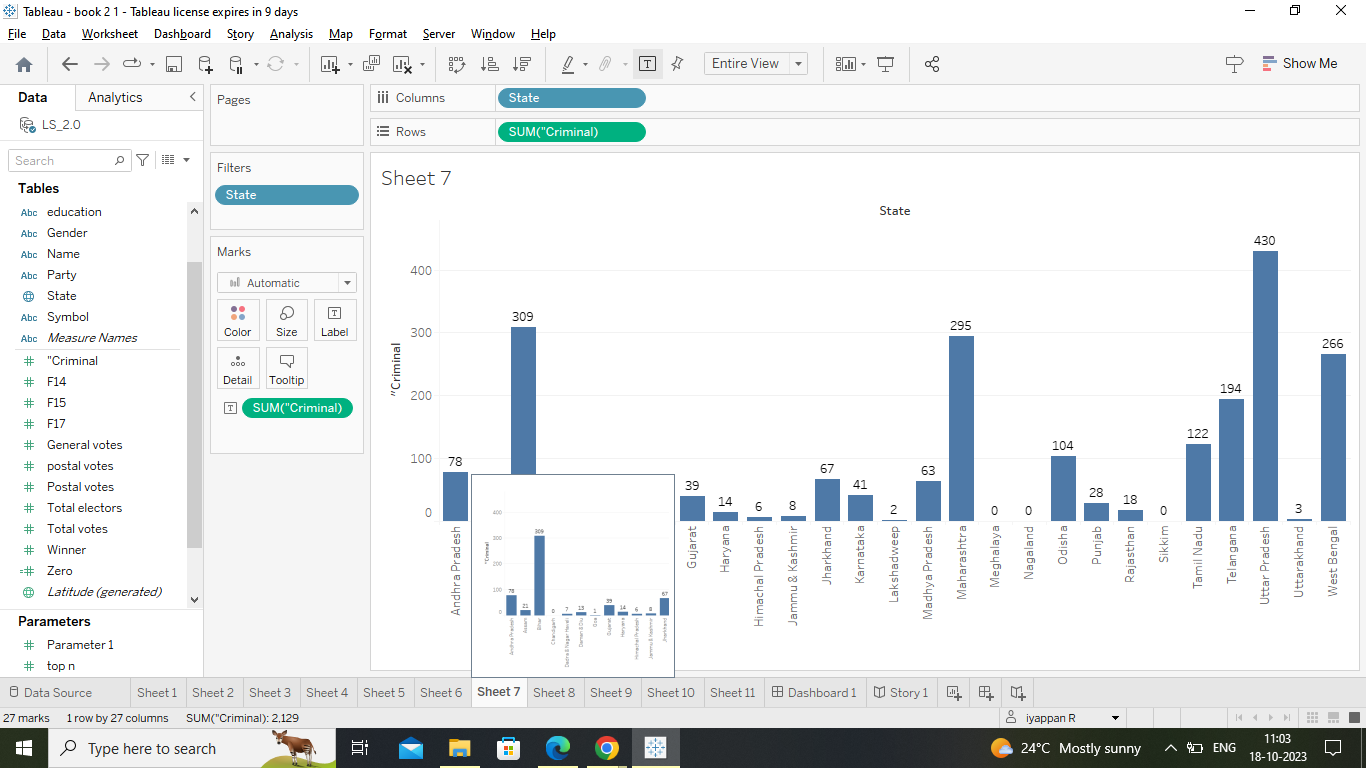 Tableau - book 2 1 - Tableau license expires in 9 days
File Data Worksheet Dashboard Story Analysis Map Format Server Window Help
Entire View
Show Me
Data Analytics
LS_2.0
Search
Tables
Abc education
Abc Gender
Abc Name
Abc Party
State
Abc Symbol
Abc Measure Names
"Criminal
F14
F15
F17
General votes
postal votes
Postal votes
Total electors
Total votes
Winner
Zero
Latitude (generated)
Parameters
Parameter 1
top n
Pages
Filters
State
Marks
Automatic
Color Size Label
Detail Tooltip
SUM("Criminal)
Columns State
Rows SUM("Criminal)
Sheet 7
State
"Criminal
400
300
200
100
0
78 309 39 14 6 8 67 41 2 63 295 0 0 104 28 18 0 122 194 430 3 266
Andhra Pradesh Gujarat Haryana Himachal Pradesh Jammu & Kashmir Jharkhand Karnataka Lakshadweep Madhya Pradesh Maharashtra Meghalaya Nagaland Odisha Punjab Rajasthan Sikkim Tamil Nadu Telangana Uttar Pradesh Uttarakhand West Bengal
"Criminal
400
300
200
100
0
78 21 309 0 7 13 1 39 14 6 8 67
Andhra Pradesh Assam Bihar Chandigarh Dadra & Nagar Haveli Daman & Diu Goa Gujarat Haryana Himachal Pradesh Jammu & Kashmir Jharkhand
Data Source Sheet 1 Sheet 2 Sheet 3 Sheet 4 Sheet 5 Sheet 6 Sheet 7 Sheet 8 Sheet 9 Sheet 10 Sheet 11 Dashboard 1 Story 1
27 marks 1 row by 27 columns SUM("Criminal): 2,129 iyappan R
Type here to search 24°C Mostly sunny ENG 11:03
18-10-2023